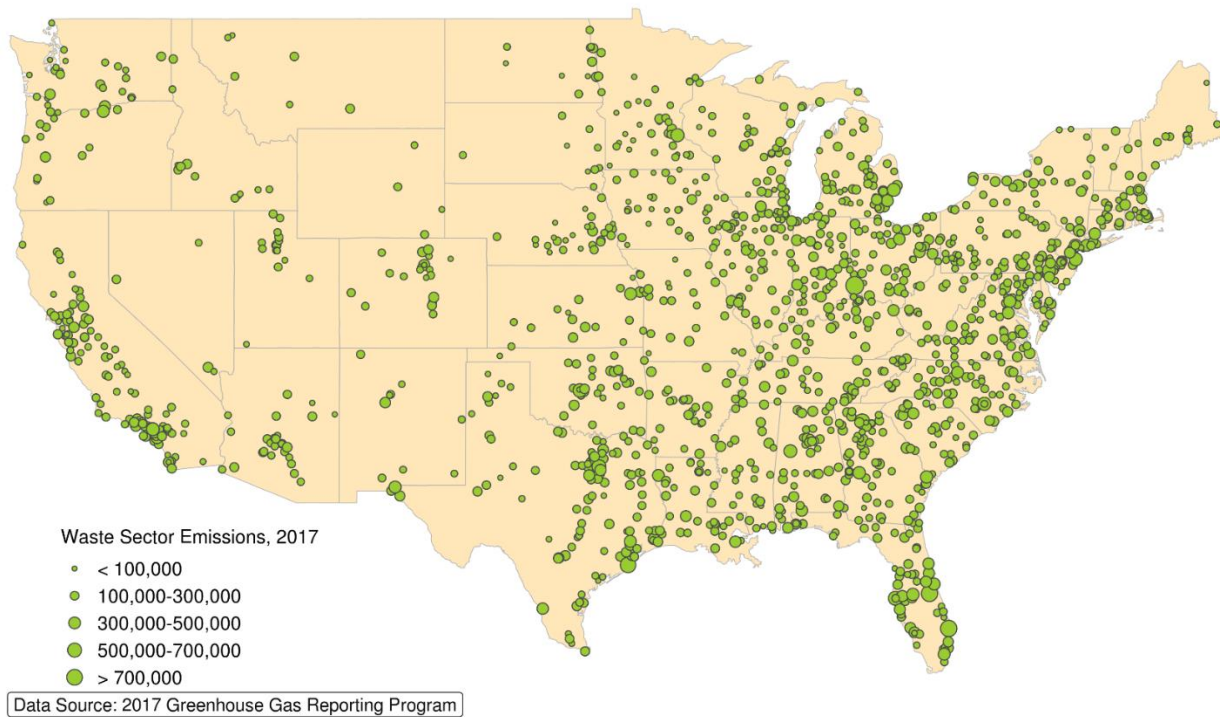 Waste Sector Emissions, 2017
< 100,000
100,000-300,000
300,000-500,000
500,000-700,000
> 700,000
Data Source: 2017 Greenhouse Gas Reporting Program